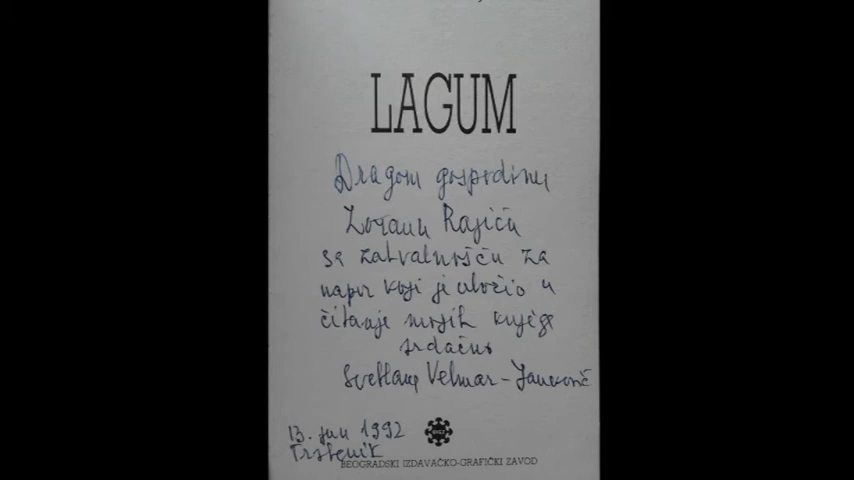 LAGUM
Dragom gospodinu
Zoranu Rajiću
sa zahvalnošću za
napor koji je uložio u
čitanje mojih knjiga
srdačno
Svetlana Velmar-Janković
13. jun 1992
Trstenik
BIGZ
BEOGRADSKI IZDAVAČKO-GRAFIČKI ZAVOD